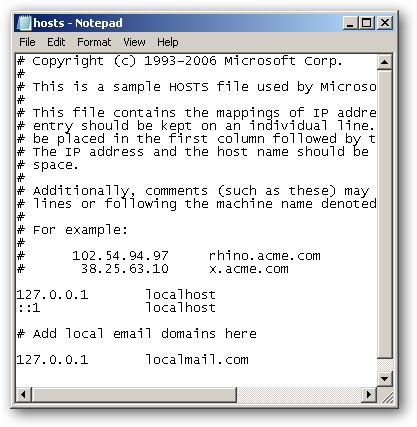 hosts - Notepad
File Edit Format View Help
# Copyright (c) 1993-2006 Microsoft Corp.
#
# This is a sample HOSTS file used by Microso
#
# This file contains the mappings of IP addre
# entry should be kept on an individual line.
# be placed in the first column followed by t
# The IP address and the host name should be
# space.
#
# Additionally, comments (such as these) may
# lines or following the machine name denoted
#
# For example:
#
#      102.54.94.97     rhino.acme.com
#       38.25.63.10     x.acme.com

127.0.0.1       localhost
::1             localhost

# Add local email domains here

127.0.0.1       localmail.com